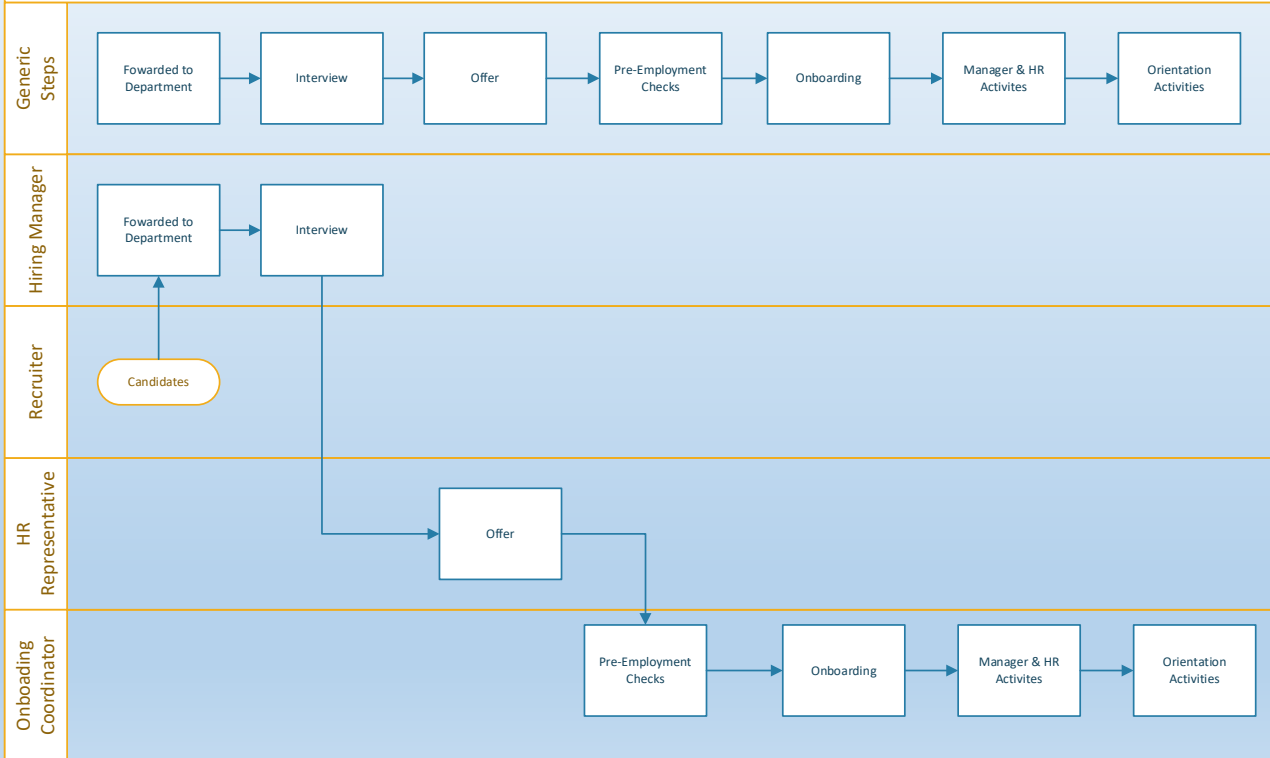 Generic
Steps
Fowarded to
Department
Interview
Offer
Pre-Employment
Checks
Onboarding
Manager & HR
Activites
Orientation
Activities
Hiring Manager
Fowarded to
Department
Interview
Recruiter
Candidates
HR
Representative
Offer
Onboading
Coordinator
Pre-Employment
Checks
Onboarding
Manager & HR
Activites
Orientation
Activities